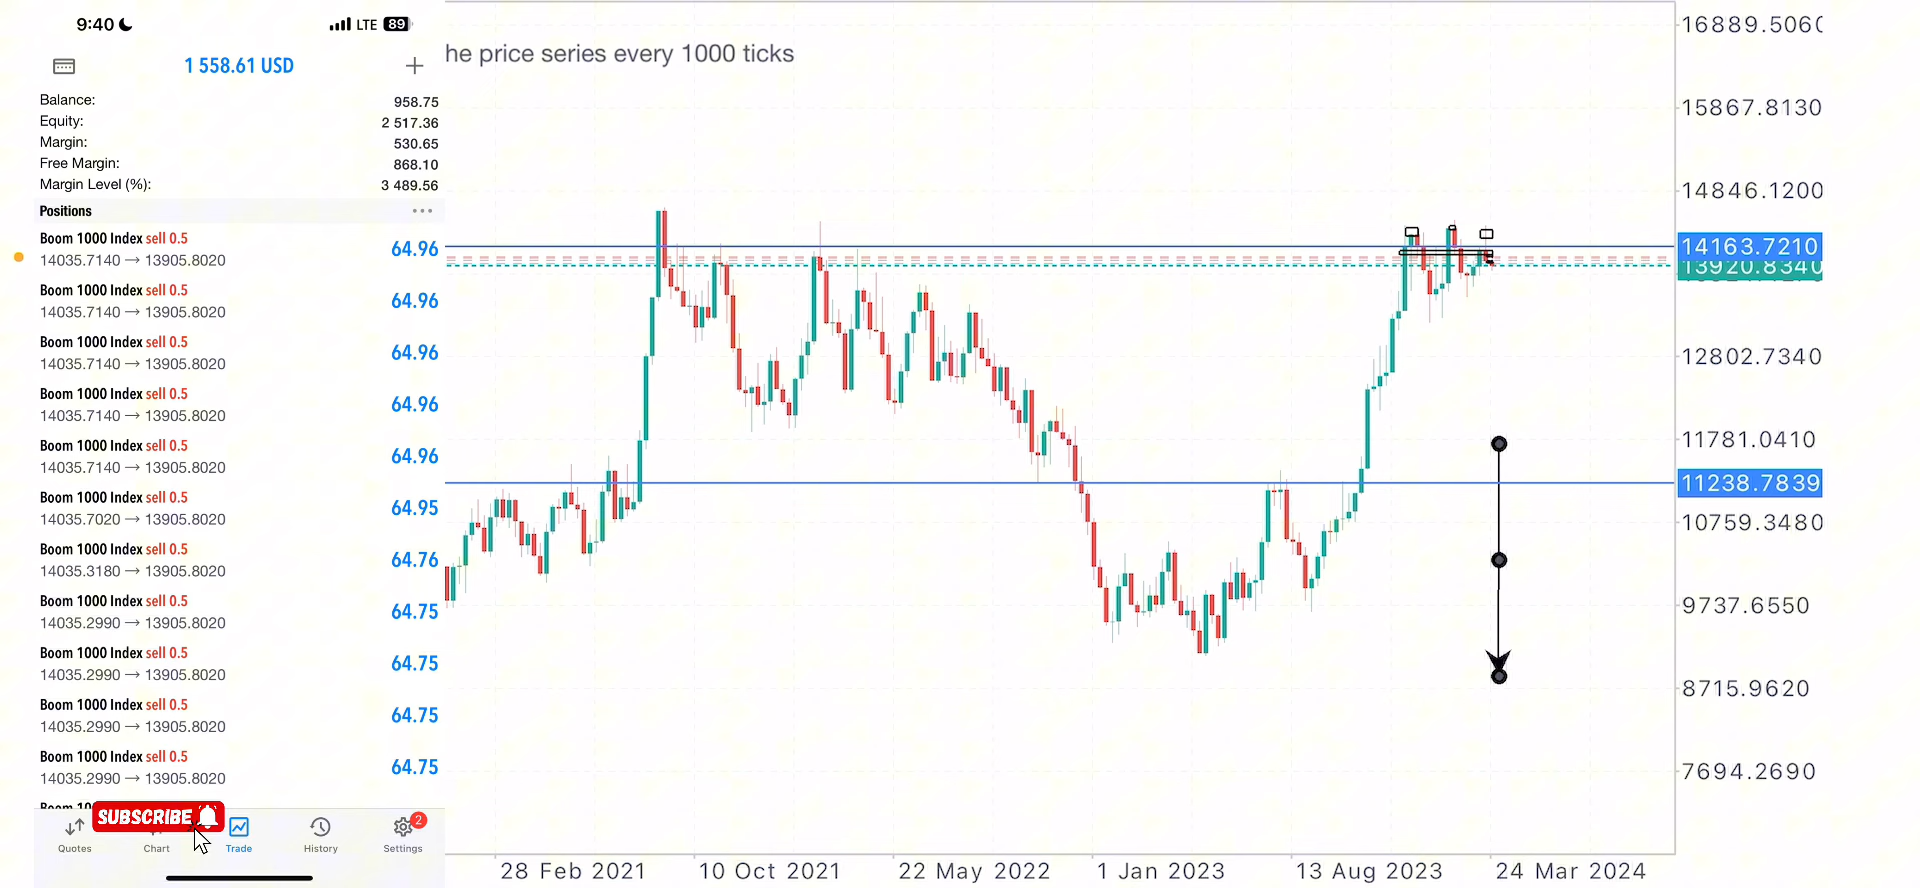 9:40
LTE 89
1 558.61 USD
Balance: 958.75
Equity: 2 517.36
Margin: 530.65
Free Margin: 868.10
Margin Level (%): 3 489.56
Positions
Boom 1000 Index sell 0.5
14035.7140 → 13905.8020
64.96
Boom 1000 Index sell 0.5
14035.7140 → 13905.8020
64.96
Boom 1000 Index sell 0.5
14035.7140 → 13905.8020
64.96
Boom 1000 Index sell 0.5
14035.7140 → 13905.8020
64.96
Boom 1000 Index sell 0.5
14035.7140 → 13905.8020
64.96
Boom 1000 Index sell 0.5
14035.7020 → 13905.8020
64.95
Boom 1000 Index sell 0.5
14035.3180 → 13905.8020
64.76
Boom 1000 Index sell 0.5
14035.2990 → 13905.8020
64.75
Boom 1000 Index sell 0.5
14035.2990 → 13905.8020
64.75
Boom 1000 Index sell 0.5
14035.2990 → 13905.8020
64.75
Boom 1000 Index sell 0.5
14035.2990 → 13905.8020
64.75
SUBSCRIBE
Quotes
Chart
Trade
History
Settings
2
he price series every 1000 ticks
16889.506
15867.8130
14846.1200
14163.7210
13920.8340
12802.7340
11781.0410
11238.7839
10759.3480
9737.6550
8715.9620
7694.2690
28 Feb 2021
10 Oct 2021
22 May 2022
1 Jan 2023
13 Aug 2023
24 Mar 2024